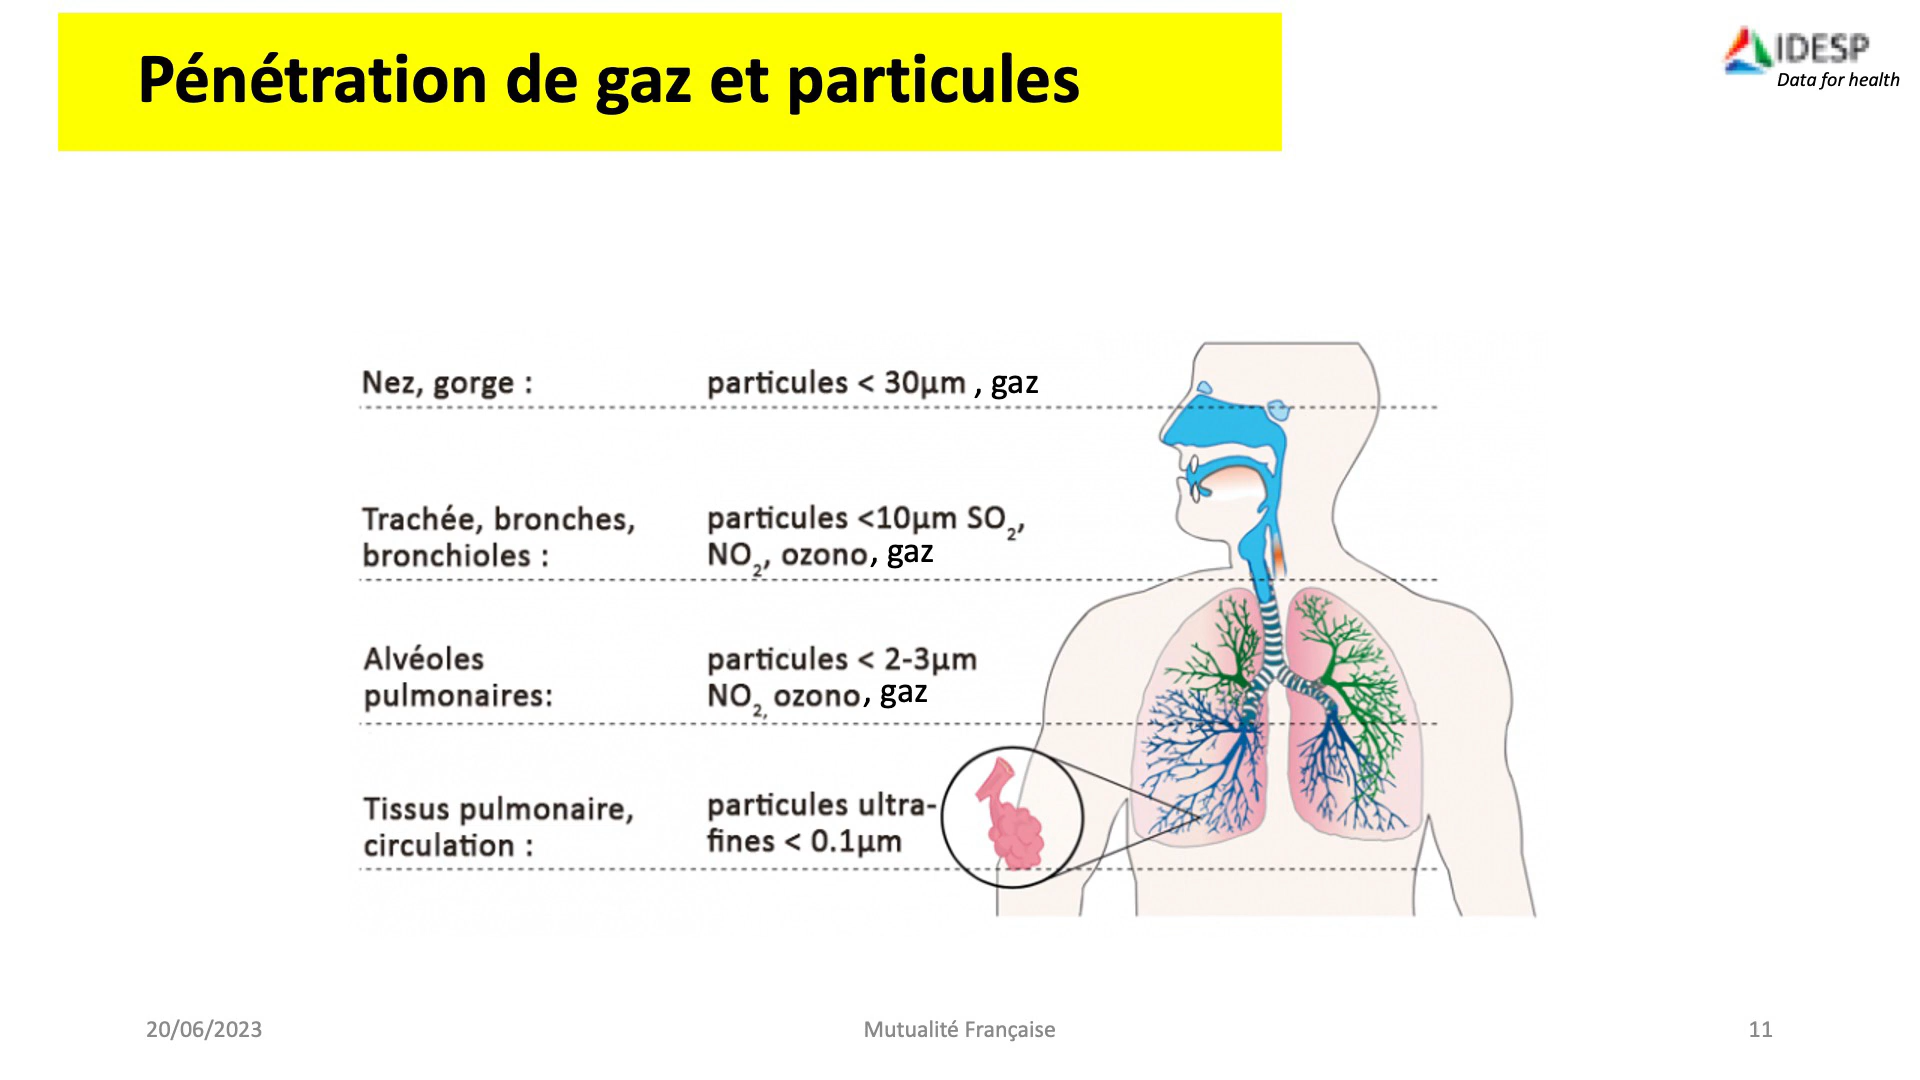 Pénétration de gaz et particules
IDESP
Data for health
Nez, gorge :
particules < 30µm , gaz
Trachée, bronches,
bronchioles :
particules <10µm SO₂,
NO₂, ozono, gaz
Alvéoles
pulmonaires:
particules < 2-3µm
NO₂, ozono, gaz
Tissus pulmonaire,
circulation :
particules ultra-
fines < 0.1µm
20/06/2023
Mutualité Française
11